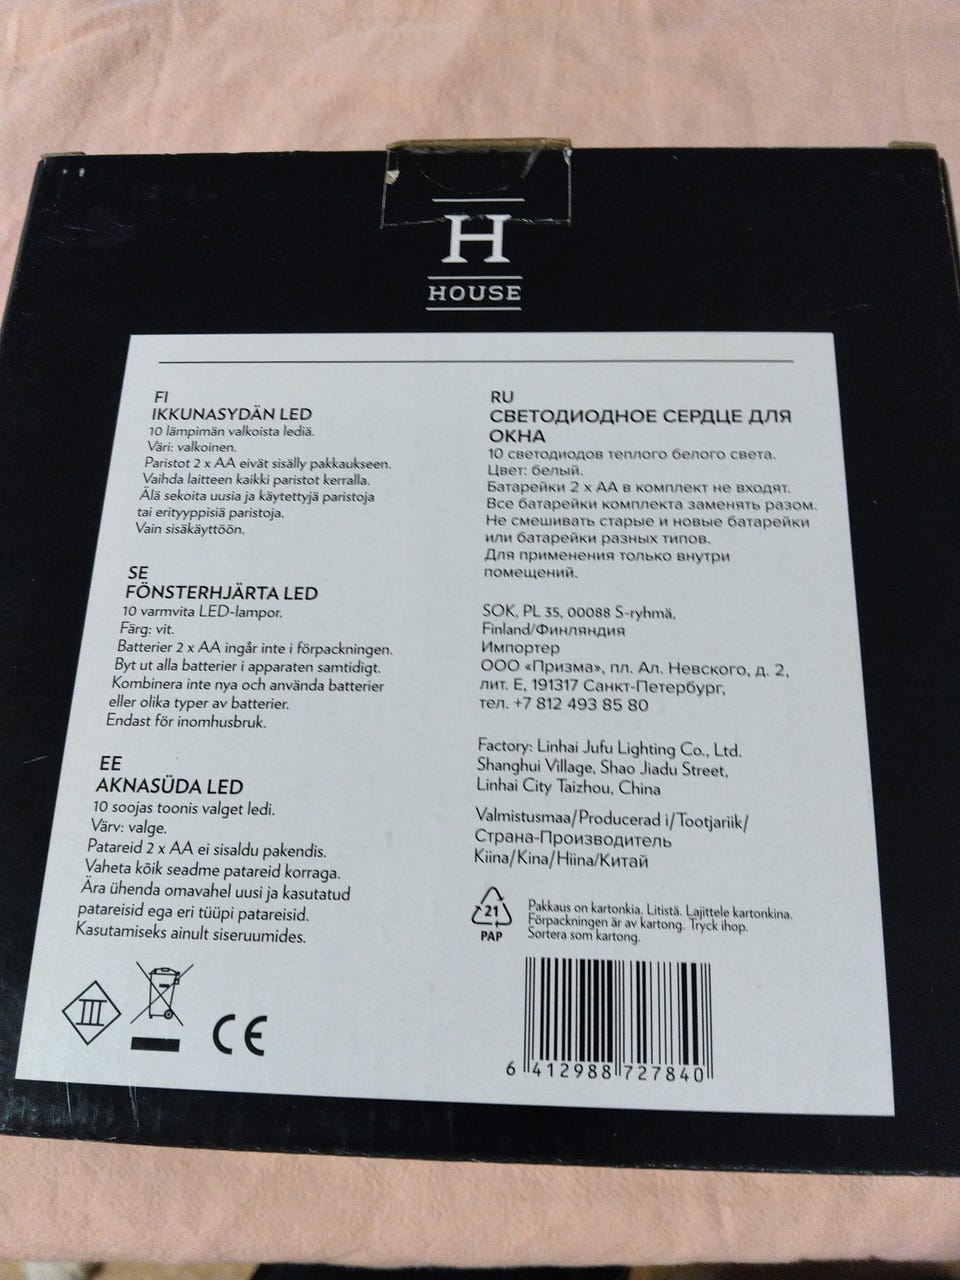 H
HOUSE
FI
IKKUNASYDÄN LED
10 lämpimän valkoista lediä.
Väri: valkoinen.
Paristot 2 x AA eivät sisälly pakkaukseen.
Vaihda laitteen kaikki paristot kerralla.
Älä sekoita uusia ja käytettyjä paristoja
tai erityyppisiä paristoja.
Vain sisäkäyttöön.
SE
FÖNSTERHJÄRTA LED
10 varmvita LED-lampor.
Färg: vit.
Batterier 2 x AA ingår inte i förpackningen.
Byt ut alla batterier i apparaten samtidigt.
Kombinera inte nya och använda batterier
eller olika typer av batterier.
Endast för inomhusbruk.
EE
AKNASÜDA LED
10 soojas toonis valget ledi.
Värv: valge.
Patareid 2 x AA ei sisaldu pakendis.
Vaheta kõik seadme patareid korraga.
Ära ühenda omavahel uusi ja kasutatud
patareisid ega eri tüüpi patareisid.
Kasutamiseks ainult siseruumides.
III
CE
RU
СВЕТОДИОДНОЕ СЕРДЦЕ ДЛЯ
ОКНА
10 светодиодов теплого белого света.
Цвет: белый.
Батарейки 2 x AA в комплект не входят.
Все батарейки комплекта заменять разом.
Не смешивать старые и новые батарейки
или батарейки разных типов.
Для применения только внутри
помещений.
SOK, PL 35, 00088 S-ryhmä,
Finland/Финляндия
Импортер
ООО «Призма», пл. Ал. Невского, д. 2,
лит. Е, 191317 Санкт-Петербург,
тел. +7 812 493 85 80
Factory: Linhai Jufu Lighting Co., Ltd.
Shanghui Village, Shao Jiadu Street,
Linhai City Taizhou, China
Valmistusmaa/Producerad i/Tootjariik/
Страна-Производитель
Kiina/Kina/Hiina/Китай
21
PAP
Pakkaus on kartonkia. Litistä. Lajittele kartonkina.
Förpackningen är av kartong. Tryck ihop.
Sortera som kartong.
6 412988 727840